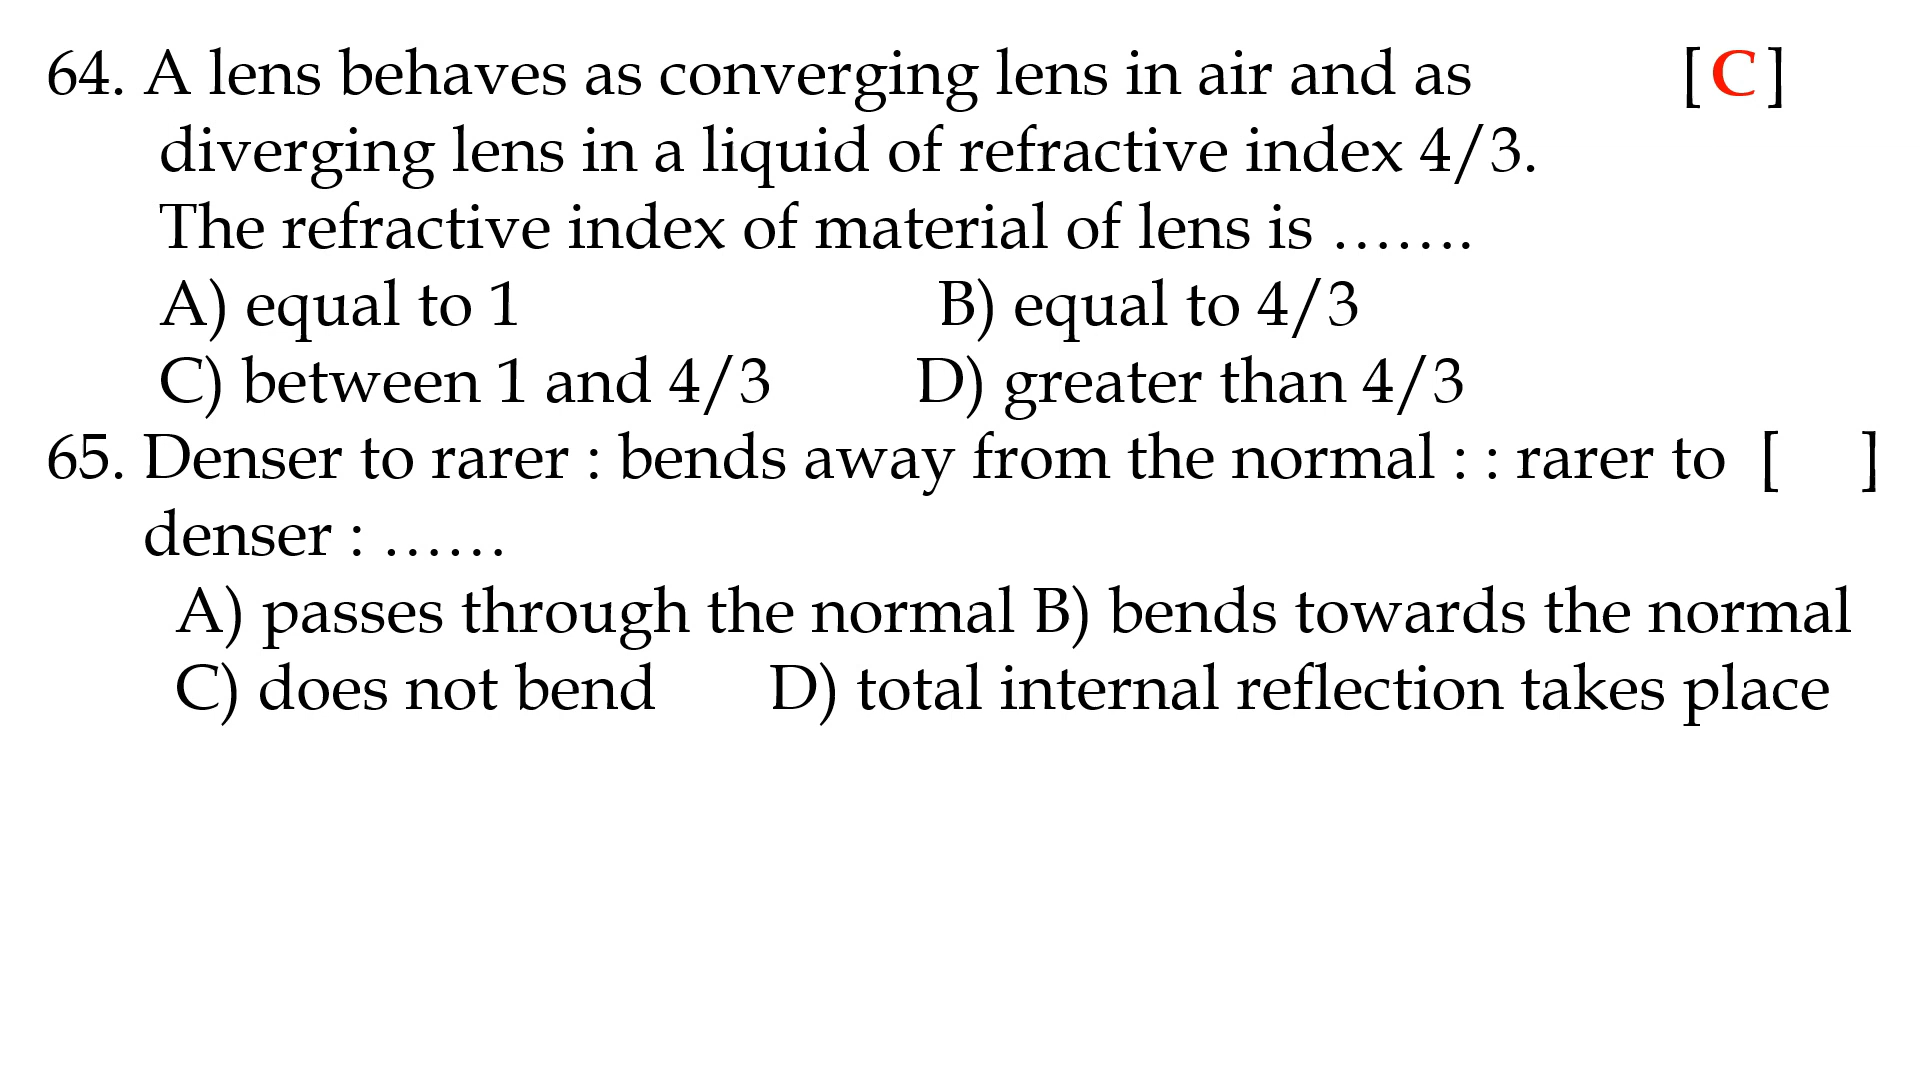 64. A lens behaves as converging lens in air and as [ C ]
diverging lens in a liquid of refractive index 4/3.
The refractive index of material of lens is …….
A) equal to 1 B) equal to 4/3
C) between 1 and 4/3 D) greater than 4/3
65. Denser to rarer : bends away from the normal : : rarer to [ ]
denser : ……
A) passes through the normal B) bends towards the normal
C) does not bend D) total internal reflection takes place